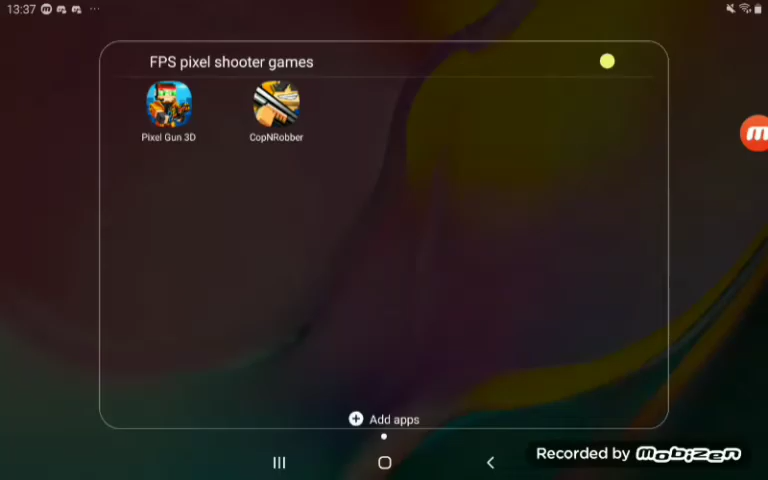 13:37
FPS pixel shooter games
Pixel Gun 3D
CopNRobber
Add apps
Recorded by Mobizen